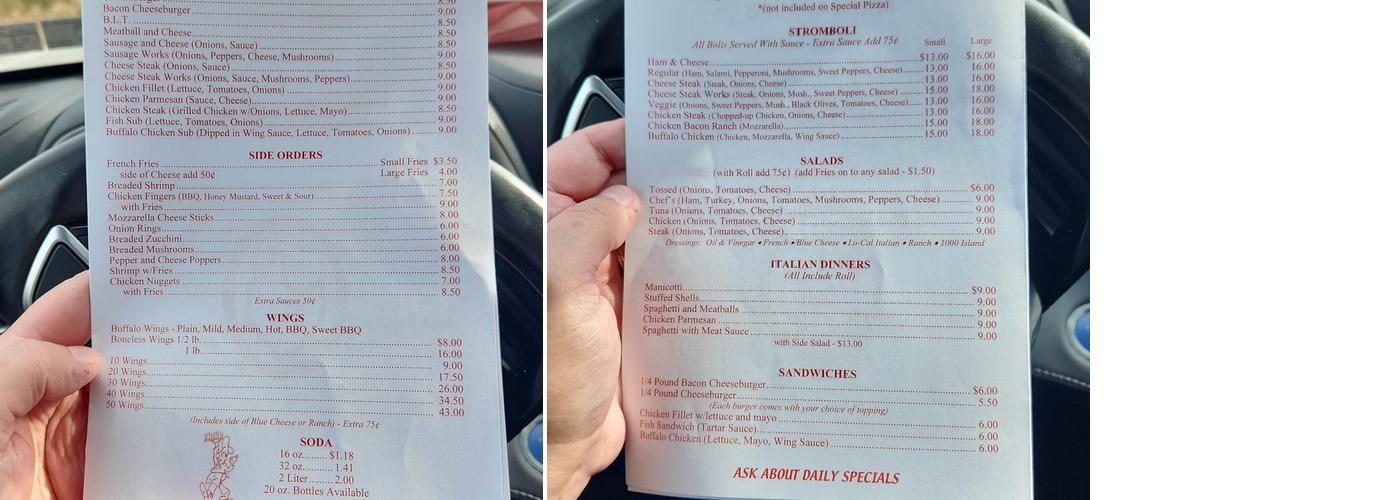 8.50
Bacon Cheeseburger 9.00
B.L.T. 8.50
Meatball and Cheese 8.50
Sausage and Cheese (Onions, Sauce) 8.50
Sausage Works (Onions, Peppers, Cheese, Mushrooms) 9.00
Cheese Steak (Onions, Sauce) 8.50
Cheese Steak Works (Onions, Sauce, Mushrooms, Peppers) 9.00
Chicken Fillet (Lettuce, Tomatoes, Onions) 9.00
Chicken Parmesan (Sauce, Cheese) 9.00
Chicken Steak (Grilled Chicken w/Onions, Lettuce, Mayo) 8.50
Fish Sub (Lettuce, Tomatoes, Onions) 9.00
Buffalo Chicken Sub (Dipped in Wing Sauce, Lettuce, Tomatoes, Onions) 9.00
SIDE ORDERS
French Fries Small Fries $3.50
side of Cheese add 50¢ Large Fries 4.00
Breaded Shrimp 7.00
Chicken Fingers (BBQ, Honey Mustard, Sweet & Sour) 7.50
with Fries 9.00
Mozzarella Cheese Sticks 8.00
Onion Rings 6.00
Breaded Zucchini 6.00
Breaded Mushrooms 6.00
Pepper and Cheese Poppers 8.00
Shrimp w/Fries 8.50
Chicken Nuggets 7.00
with Fries 8.50
Extra Sauces 50¢
WINGS
Buffalo Wings - Plain, Mild, Medium, Hot, BBQ, Sweet BBQ
Boneless Wings 1/2 lb. $8.00
1 lb. 16.00
10 Wings 9.00
20 Wings 17.50
30 Wings 26.00
40 Wings 34.50
50 Wings 43.00
(Includes side of Blue Cheese or Ranch) - Extra 75¢
SODA
16 oz. $1.18
32 oz. 1.41
2 Liter 2.00
20 oz. Bottles Available
*(not included on Special Pizza)
STROMBOLI
All Bolis Served With Sauce - Extra Sauce Add 75¢ Small Large
Ham & Cheese $13.00 $16.00
Regular (Ham, Salami, Pepperoni, Mushrooms, Sweet Peppers, Cheese) 13.00 16.00
Cheese Steak (Steak, Onions, Cheese) 13.00 16.00
Cheese Steak Works (Steak, Onions, Mush., Sweet Peppers, Cheese) 15.00 18.00
Veggie (Onions, Sweet Peppers, Mush., Black Olives, Tomatoes, Cheese) 13.00 16.00
Chicken Steak (Chopped-up Chicken, Onions, Cheese) 13.00 16.00
Chicken Bacon Ranch (Mozzarella) 15.00 18.00
Buffalo Chicken (Chicken, Mozzarella, Wing Sauce) 15.00 18.00
SALADS
(with Roll add 75¢) (add Fries on to any salad - $1.50)
Tossed (Onions, Tomatoes, Cheese) $6.00
Chef's (Ham, Turkey, Onions, Tomatoes, Mushrooms, Peppers, Cheese) 9.00
Tuna (Onions, Tomatoes, Cheese) 9.00
Chicken (Onions, Tomatoes, Cheese) 9.00
Steak (Onions, Tomatoes, Cheese) 9.00
Dressings: Oil & Vinegar • French • Blue Cheese • Lo-Cal Italian • Ranch • 1000 Island
ITALIAN DINNERS
(All Include Roll)
Manicotti $9.00
Stuffed Shells 9.00
Spaghetti and Meatballs 9.00
Chicken Parmesan 9.00
Spaghetti with Meat Sauce 9.00
with Side Salad - $13.00
SANDWICHES
1/4 Pound Bacon Cheeseburger $6.00
1/4 Pound Cheeseburger 5.50
(Each burger comes with your choice of topping)
Chicken Fillet w/lettuce and mayo 6.00
Fish Sandwich (Tartar Sauce) 6.00
Buffalo Chicken (Lettuce, Mayo, Wing Sauce) 6.00
ASK ABOUT DAILY SPECIALS